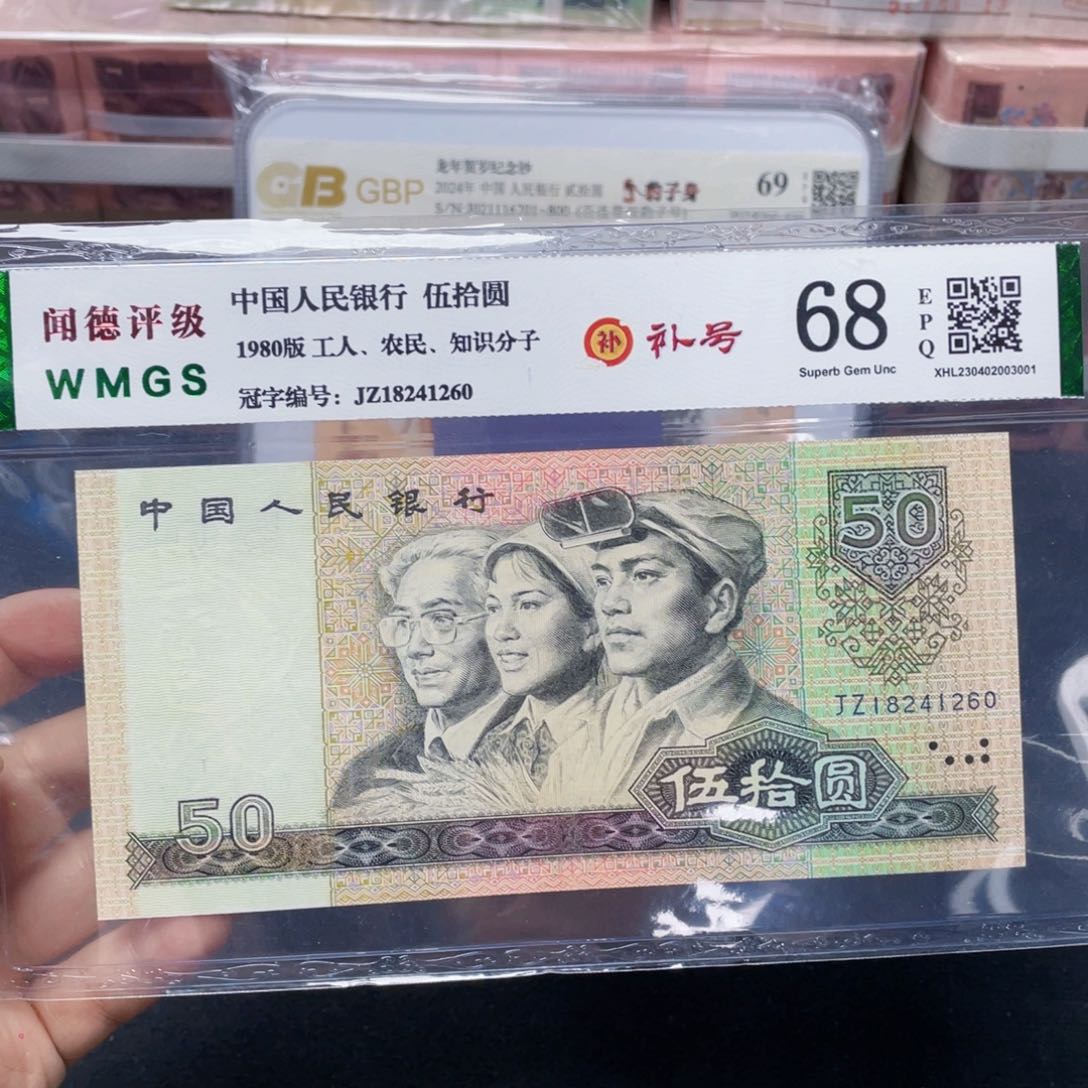 GB GBP
龙年贺岁纪念钞
2024年 中国人民银行 贰拾圆
豹子号
69
闻德评级
WMGS
中国人民银行 伍拾圆
1980版 工人、农民、知识分子
冠字编号：JZ18241260
补 补号
68
Superb Gem Unc
EPQ
XHL230402003001
中国人民银行
50
JZ18241260
伍拾圆
50